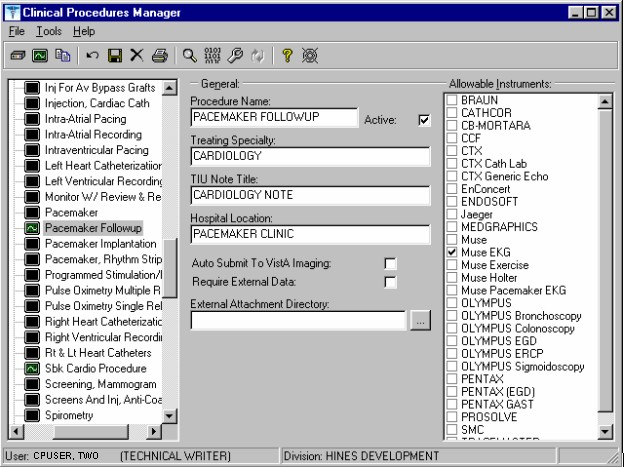 Clinical Procedures Manager
File Tools Help
Inj For Av Bypass Grafts
Injection, Cardiac Cath
Intra-Atrial Pacing
Intra-Atrial Recording
Intraventricular Pacing
Left Heart Catheterization
Left Ventricular Recording
Monitor W/ Review & Re
Pacemaker
Pacemaker Followup
Pacemaker Implantation
Pacemaker, Rhythm Strip
Programmed Stimulation/
Pulse Oximetry Multiple R
Pulse Oximetry Single Rel
Right Heart Catheterizatic
Right Ventricular Recordi
Rt & Lt Heart Catheters
Sbk Cardio Procedure
Screening, Mammogram
Screens And Inj, Anti-Coa
Spirometry
General:
Procedure Name:
PACEMAKER FOLLOWUP
Active:
Treating Specialty:
CARDIOLOGY
TIU Note Title:
CARDIOLOGY NOTE
Hospital Location:
PACEMAKER CLINIC
Auto Submit To VistA Imaging:
Require External Data:
External Attachment Directory:
...
Allowable Instruments:
BRAUN
CATHCOR
CB-MORTARA
CCF
CTX
CTX Cath Lab
CTX Generic Echo
EnConcert
ENDOSOFT
Jaeger
MEDGRAPHICS
Muse
Muse EKG
Muse Exercise
Muse Holter
Muse Pacemaker EKG
OLYMPUS
OLYMPUS Bronchoscopy
OLYMPUS Colonoscopy
OLYMPUS EGD
OLYMPUS ERCP
OLYMPUS Sigmoidoscopy
PENTAX
PENTAX (EGD)
PENTAX GAST
PROSOLVE
SMC
User: CPUSER, TWO (TECHNICAL WRITER)
Division: HINES DEVELOPMENT